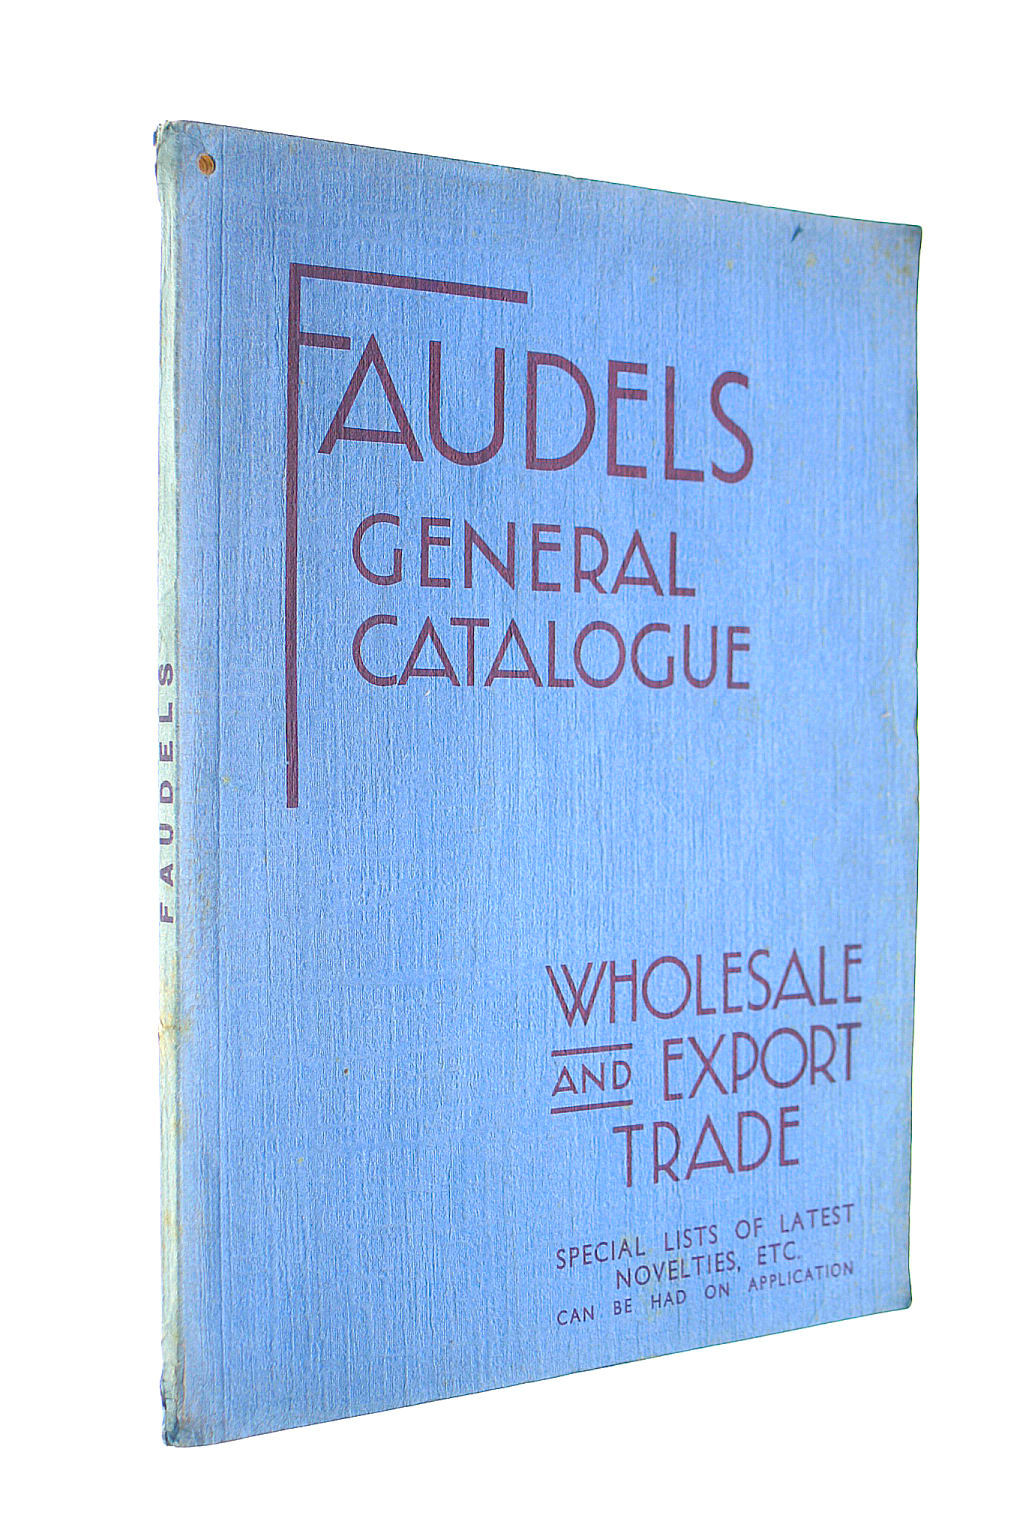 FAUDELS
GENERAL
CATALOGUE
WHOLESALE
AND EXPORT
TRADE
SPECIAL LISTS OF LATEST
NOVELTIES, ETC.
CAN BE HAD ON APPLICATION
FAUDELS